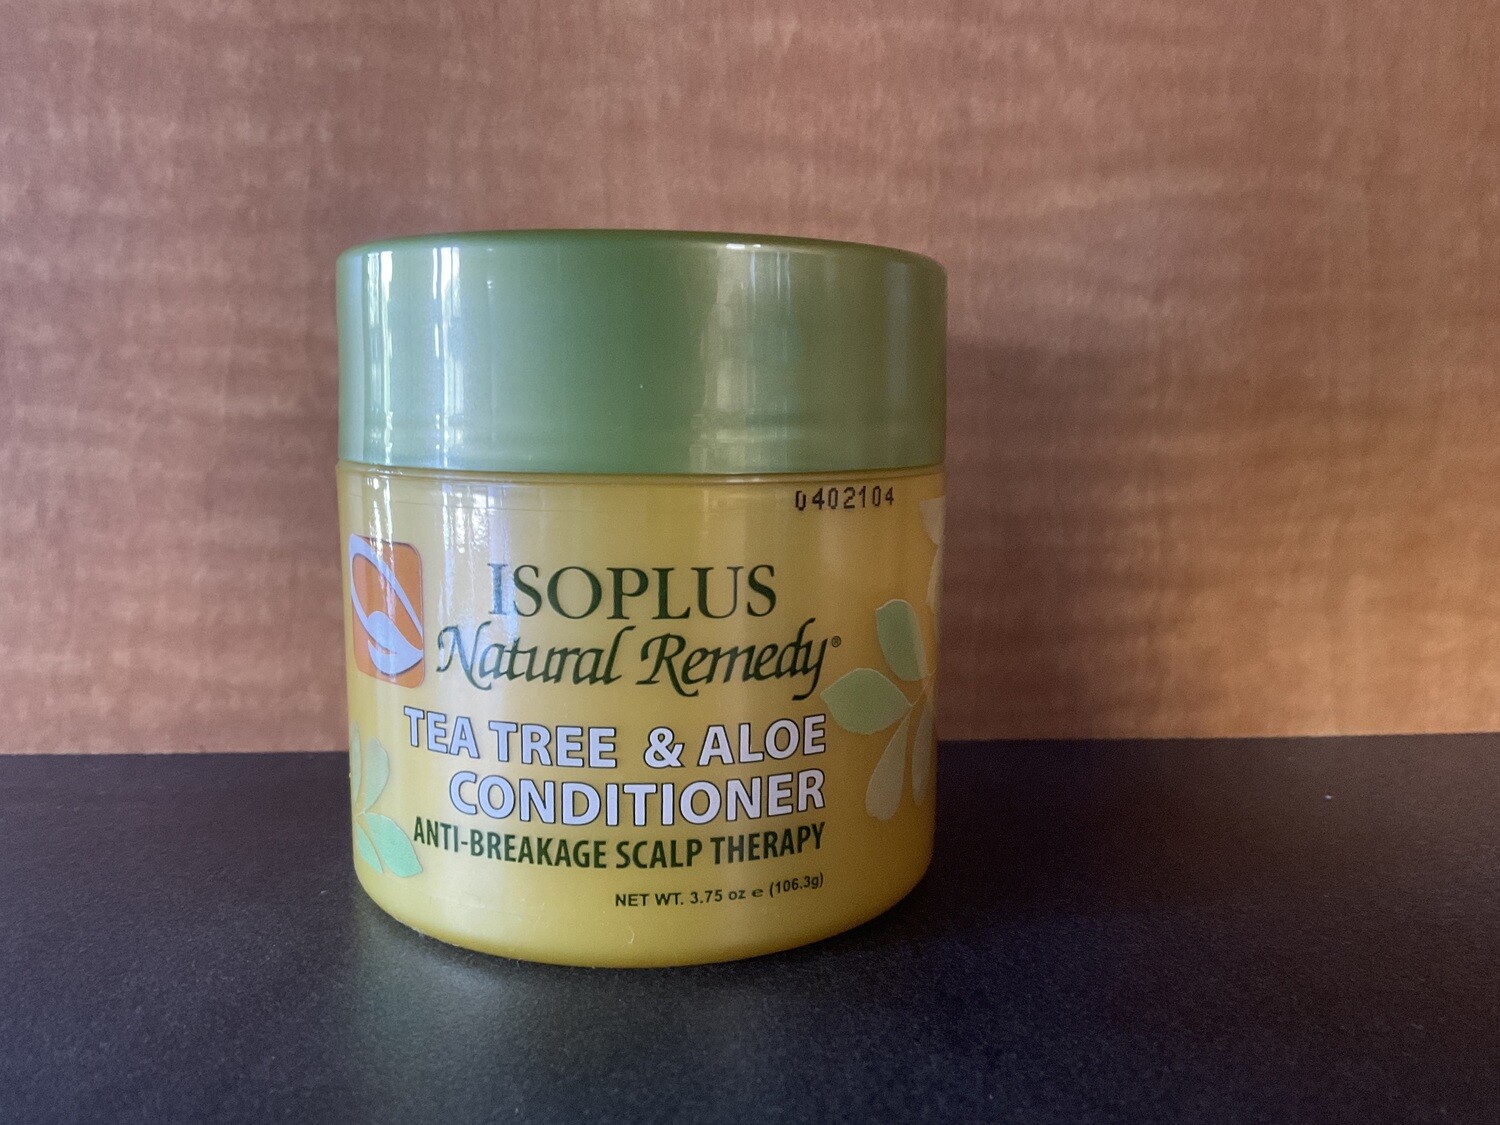 0402104
ISOPLUS
Natural Remedy®
TEA TREE & ALOE
CONDITIONER
ANTI-BREAKAGE SCALP THERAPY
NET WT. 3.75 oz ℮ (106.3g)